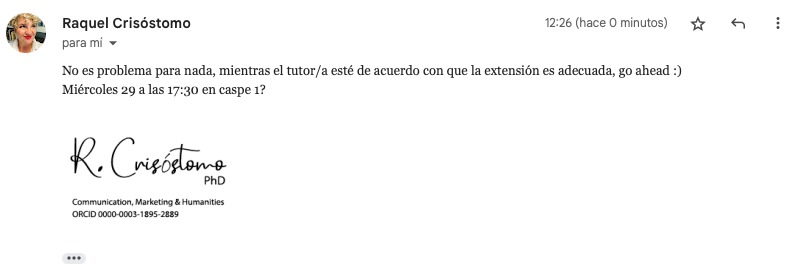 Raquel Crisóstomo
12:26 (hace 0 minutos)
para mí
No es problema para nada, mientras el tutor/a esté de acuerdo con que la extensión es adecuada, go ahead :)
Miércoles 29 a las 17:30 en caspe 1?
R. Crisóstomo
PhD
Communication, Marketing & Humanities
ORCID 0000-0003-1895-2889